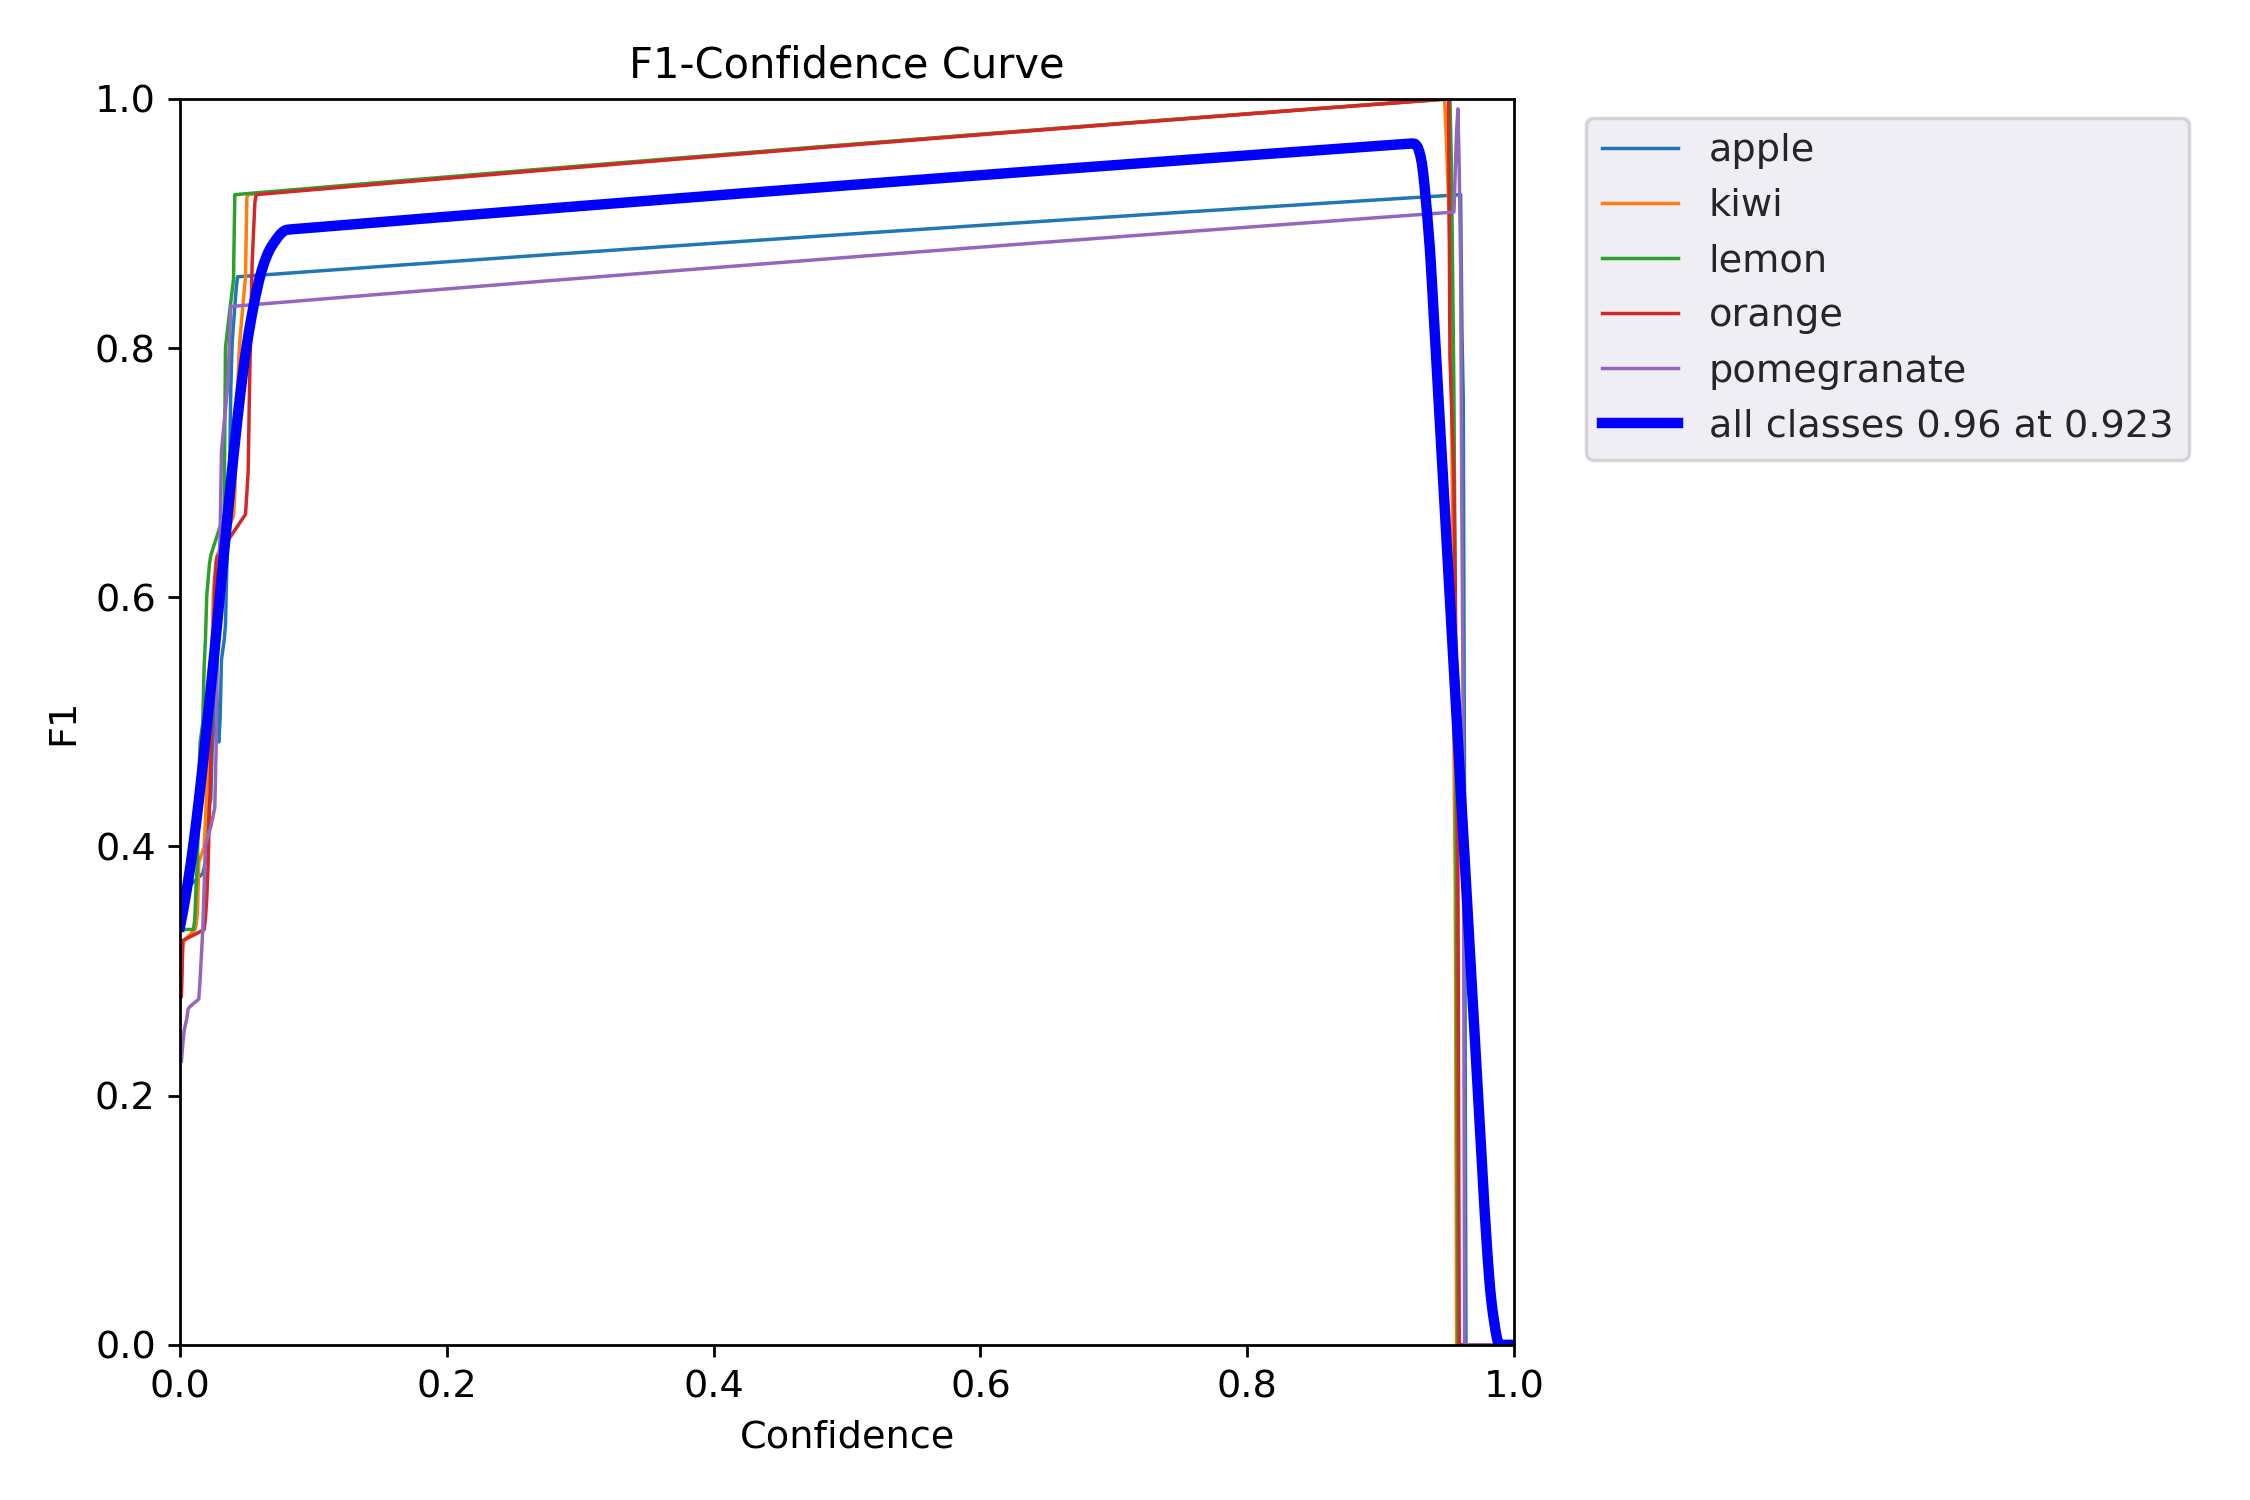 F1-Confidence Curve
1.0
0.8
0.6
0.4
0.2
0.0
F1
0.0 0.2 0.4 0.6 0.8 1.0
Confidence
apple
kiwi
lemon
orange
pomegranate
all classes 0.96 at 0.923